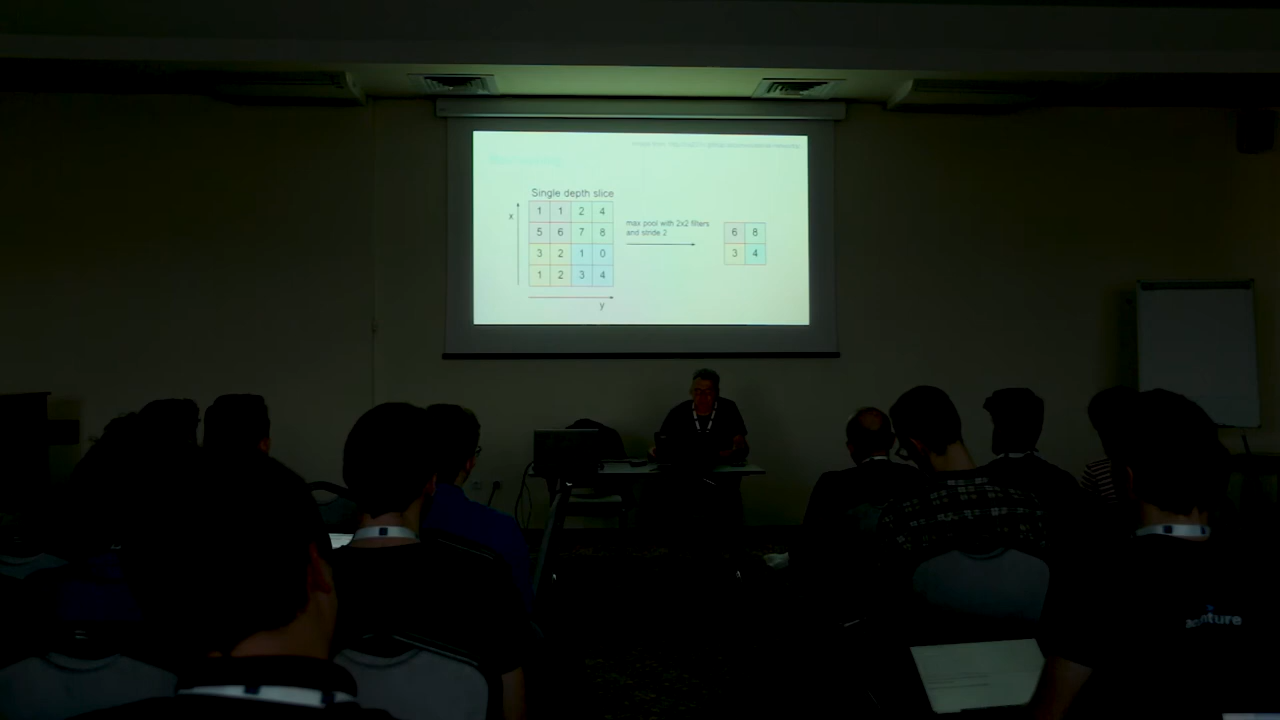 Single depth slice
x
1 1 2 4
5 6 7 8
3 2 1 0
1 2 3 4
y
max pool with 2x2 filters
and stride 2
6 8
3 4